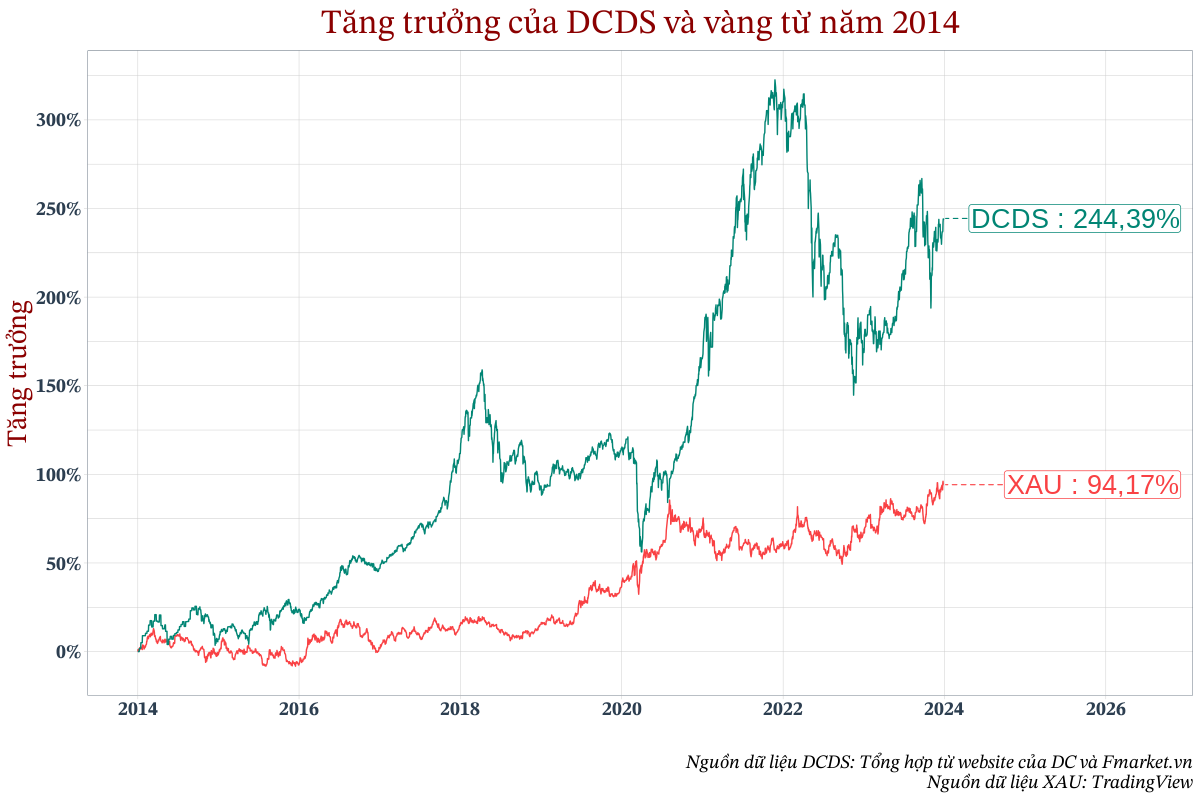 Tăng trưởng của DCDS và vàng từ năm 2014
Tăng trưởng
300%
250%
200%
150%
100%
50%
0%
DCDS : 244,39%
XAU : 94,17%
2014 2016 2018 2020 2022 2024 2026
Nguồn dữ liệu DCDS: Tổng hợp từ website của DC và Fmarket.vn
Nguồn dữ liệu XAU: TradingView